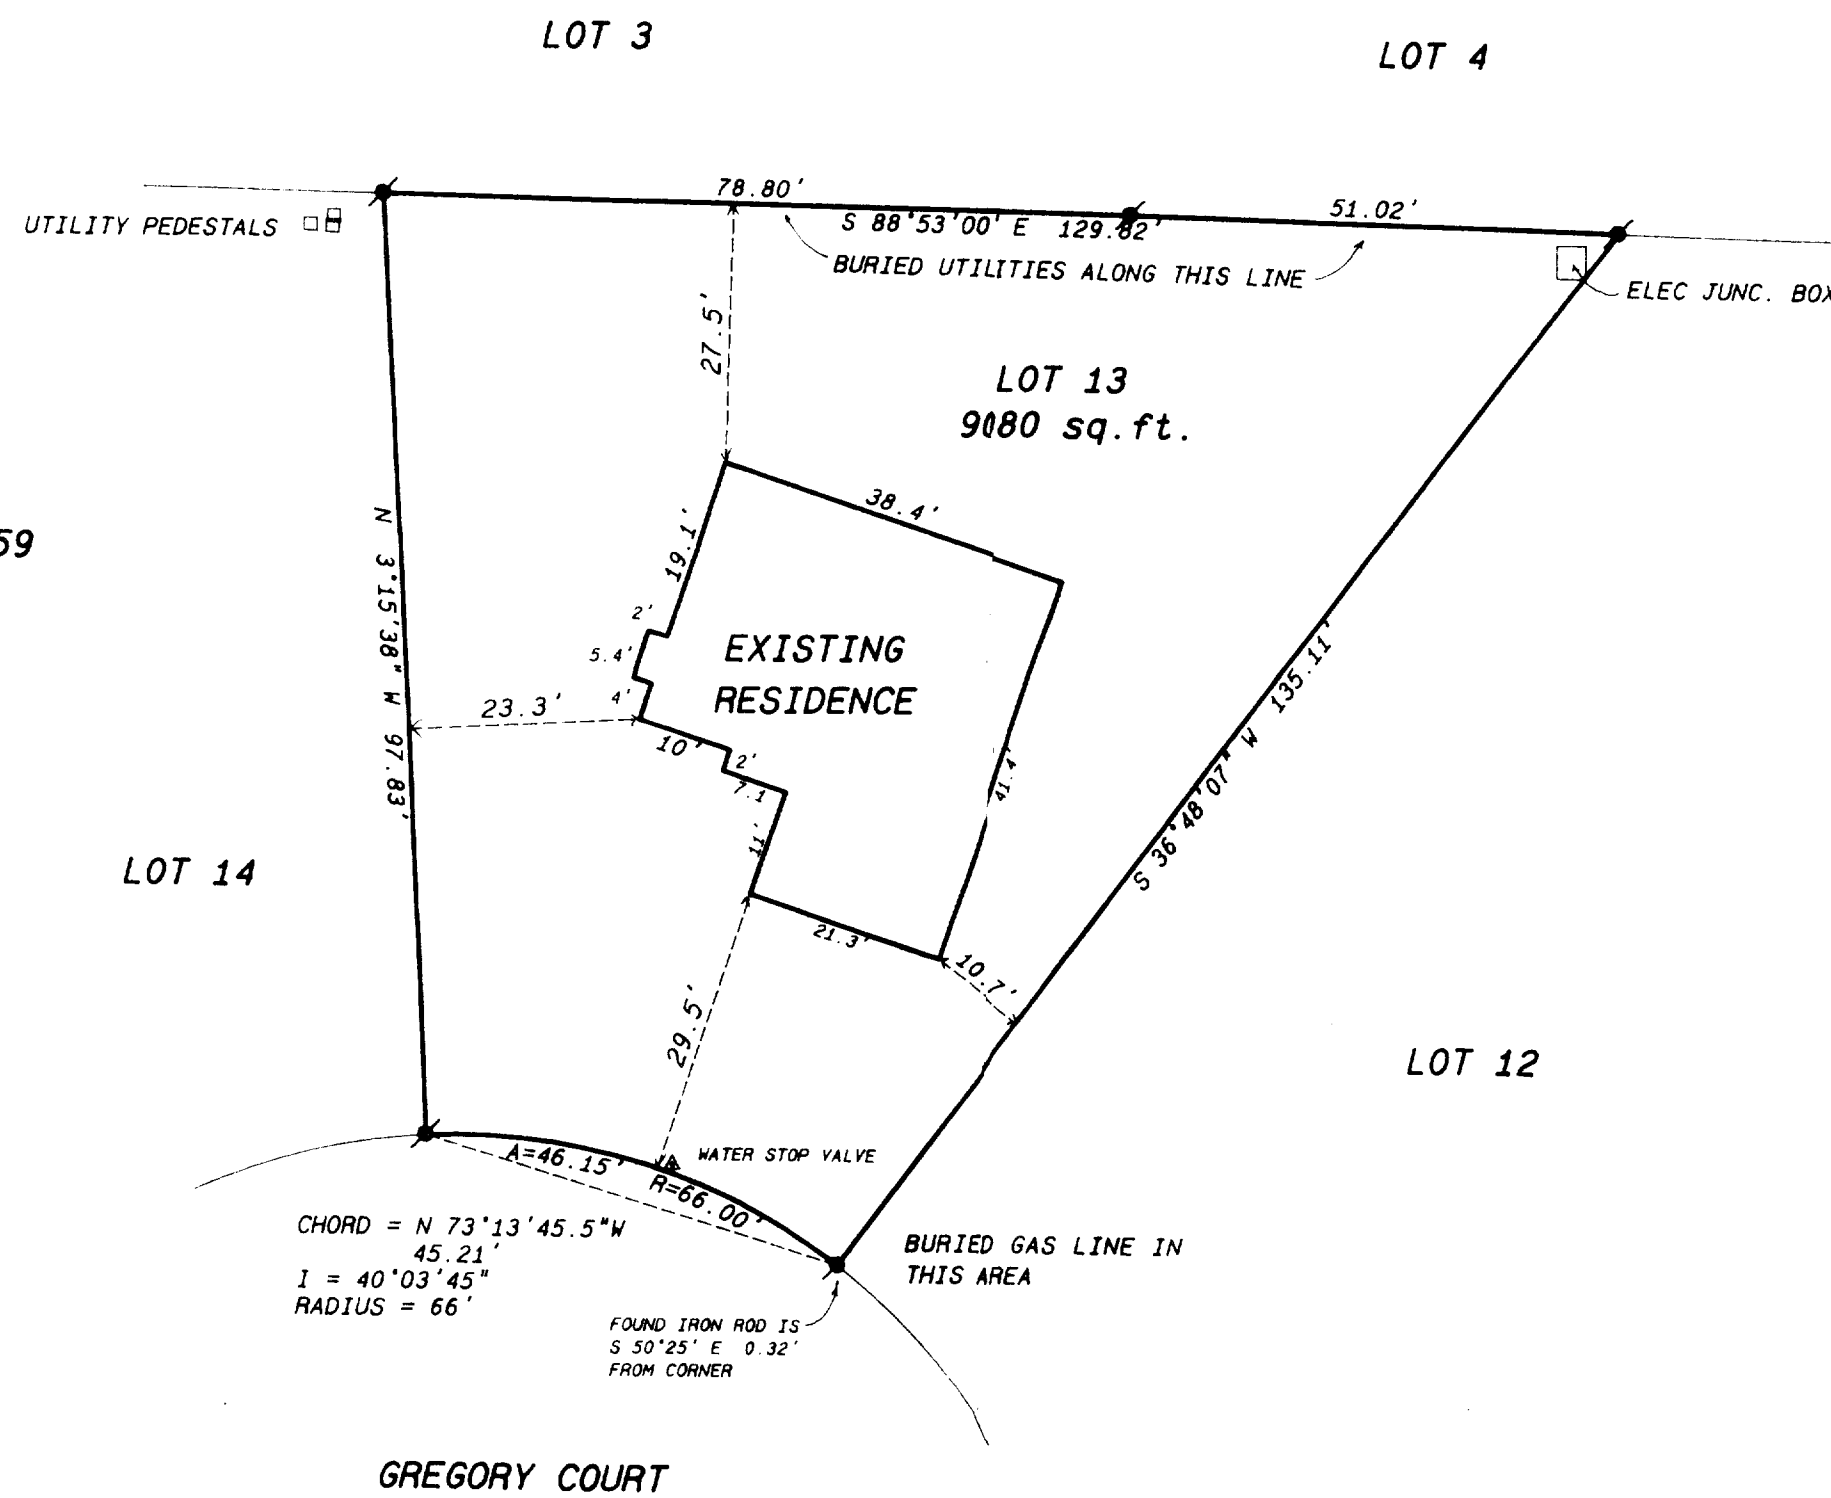 LOT 3
LOT 4
78.80'
51.02'
UTILITY PEDESTALS
S 88°53'00' E 129.82'
BURIED UTILITIES ALONG THIS LINE
ELEC JUNC. BOX
27.5'
LOT 13
sq.ft.
38.4'
59
19.1'
N 3°15'38" W 97.83'
2'
5.4'
EXISTING
RESIDENCE
4'
23.3'
10'
2'
7.1
41.4'
S 36°48'07" W 135.11'
11'
LOT 14
21.3'
10.7'
29.5'
LOT 12
WATER STOP VALVE
A=46.15'
R=66.00'
CHORD = N 73°13'45.5"W
45.21'
I = 40°03'45"
RADIUS = 66'
BURIED GAS LINE IN
THIS AREA
FOUND IRON ROD IS
S 50°25' E 0.32'
FROM CORNER
GREGORY COURT